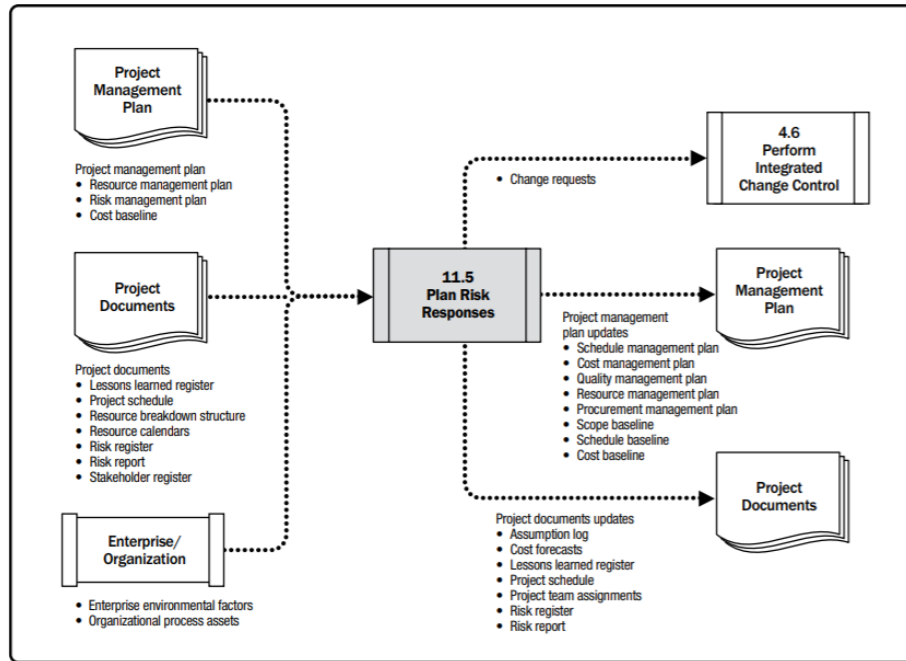 Project
Management
Plan
Project management plan
• Resource management plan
• Risk management plan
• Cost baseline
Project
Documents
Project documents
• Lessons learned register
• Project schedule
• Resource breakdown structure
• Resource calendars
• Risk register
• Risk report
• Stakeholder register
Enterprise/
Organization
• Enterprise environmental factors
• Organizational process assets
11.5
Plan Risk
Responses
• Change requests
4.6
Perform
Integrated
Change Control
Project
Management
Plan
Project management
plan updates
• Schedule management plan
• Cost management plan
• Quality management plan
• Resource management plan
• Procurement management plan
• Scope baseline
• Schedule baseline
• Cost baseline
Project
Documents
Project documents updates
• Assumption log
• Cost forecasts
• Lessons learned register
• Project schedule
• Project team assignments
• Risk register
• Risk report